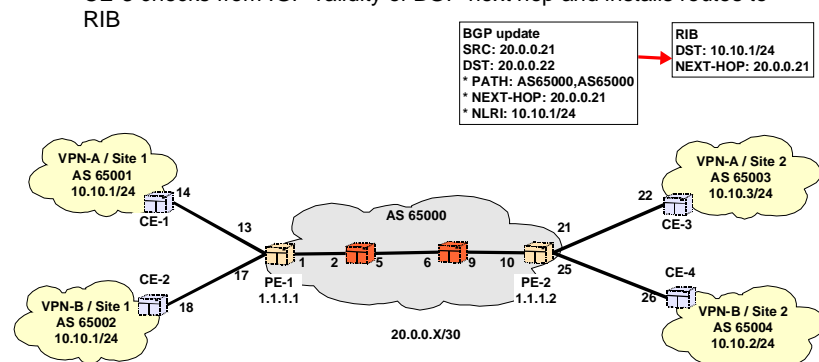 CE-3 checks from IGP validity of BGP next hop and installs routes to
RIB
BGP update
SRC: 20.0.0.21
DST: 20.0.0.22
* PATH: AS65000,AS65000
* NEXT-HOP: 20.0.0.21
* NLRI: 10.10.1/24
RIB
DST: 10.10.1/24
NEXT-HOP: 20.0.0.21
VPN-A / Site 1
AS 65001
10.10.1/24
14
CE-1
13
VPN-A / Site 2
AS 65003
10.10.3/24
22
CE-3
21
AS 65000
1
2
5
6
9
10
PE-1
1.1.1.1
PE-2
1.1.1.2
17
25
CE-2
18
VPN-B / Site 1
AS 65002
10.10.1/24
CE-4
26
VPN-B / Site 2
AS 65004
10.10.2/24
20.0.0.X/30